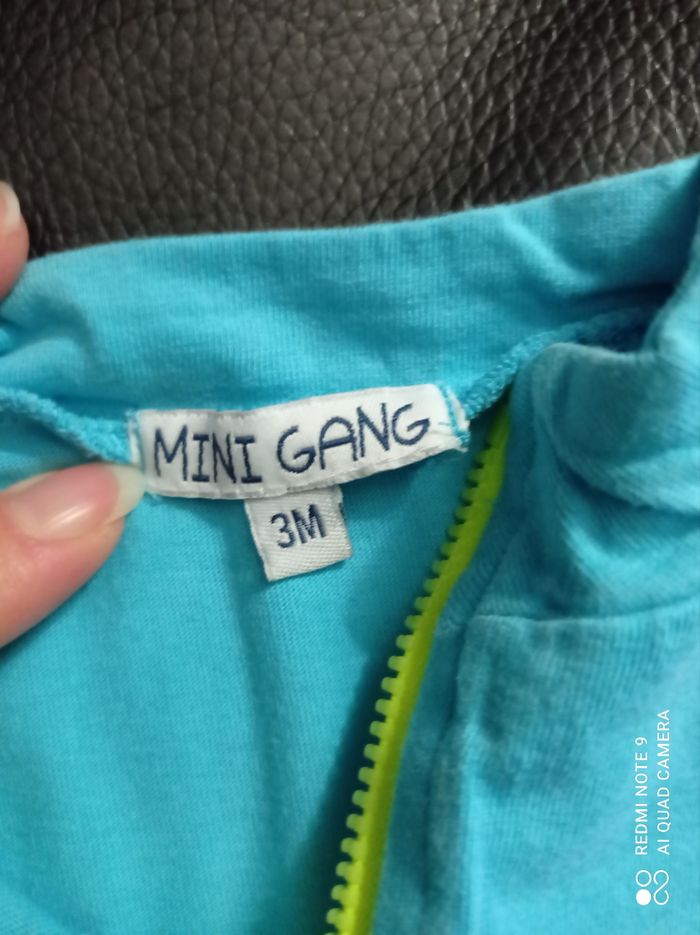 MINI GANG
3M
REDMI NOTE 9
AI QUAD CAMERA